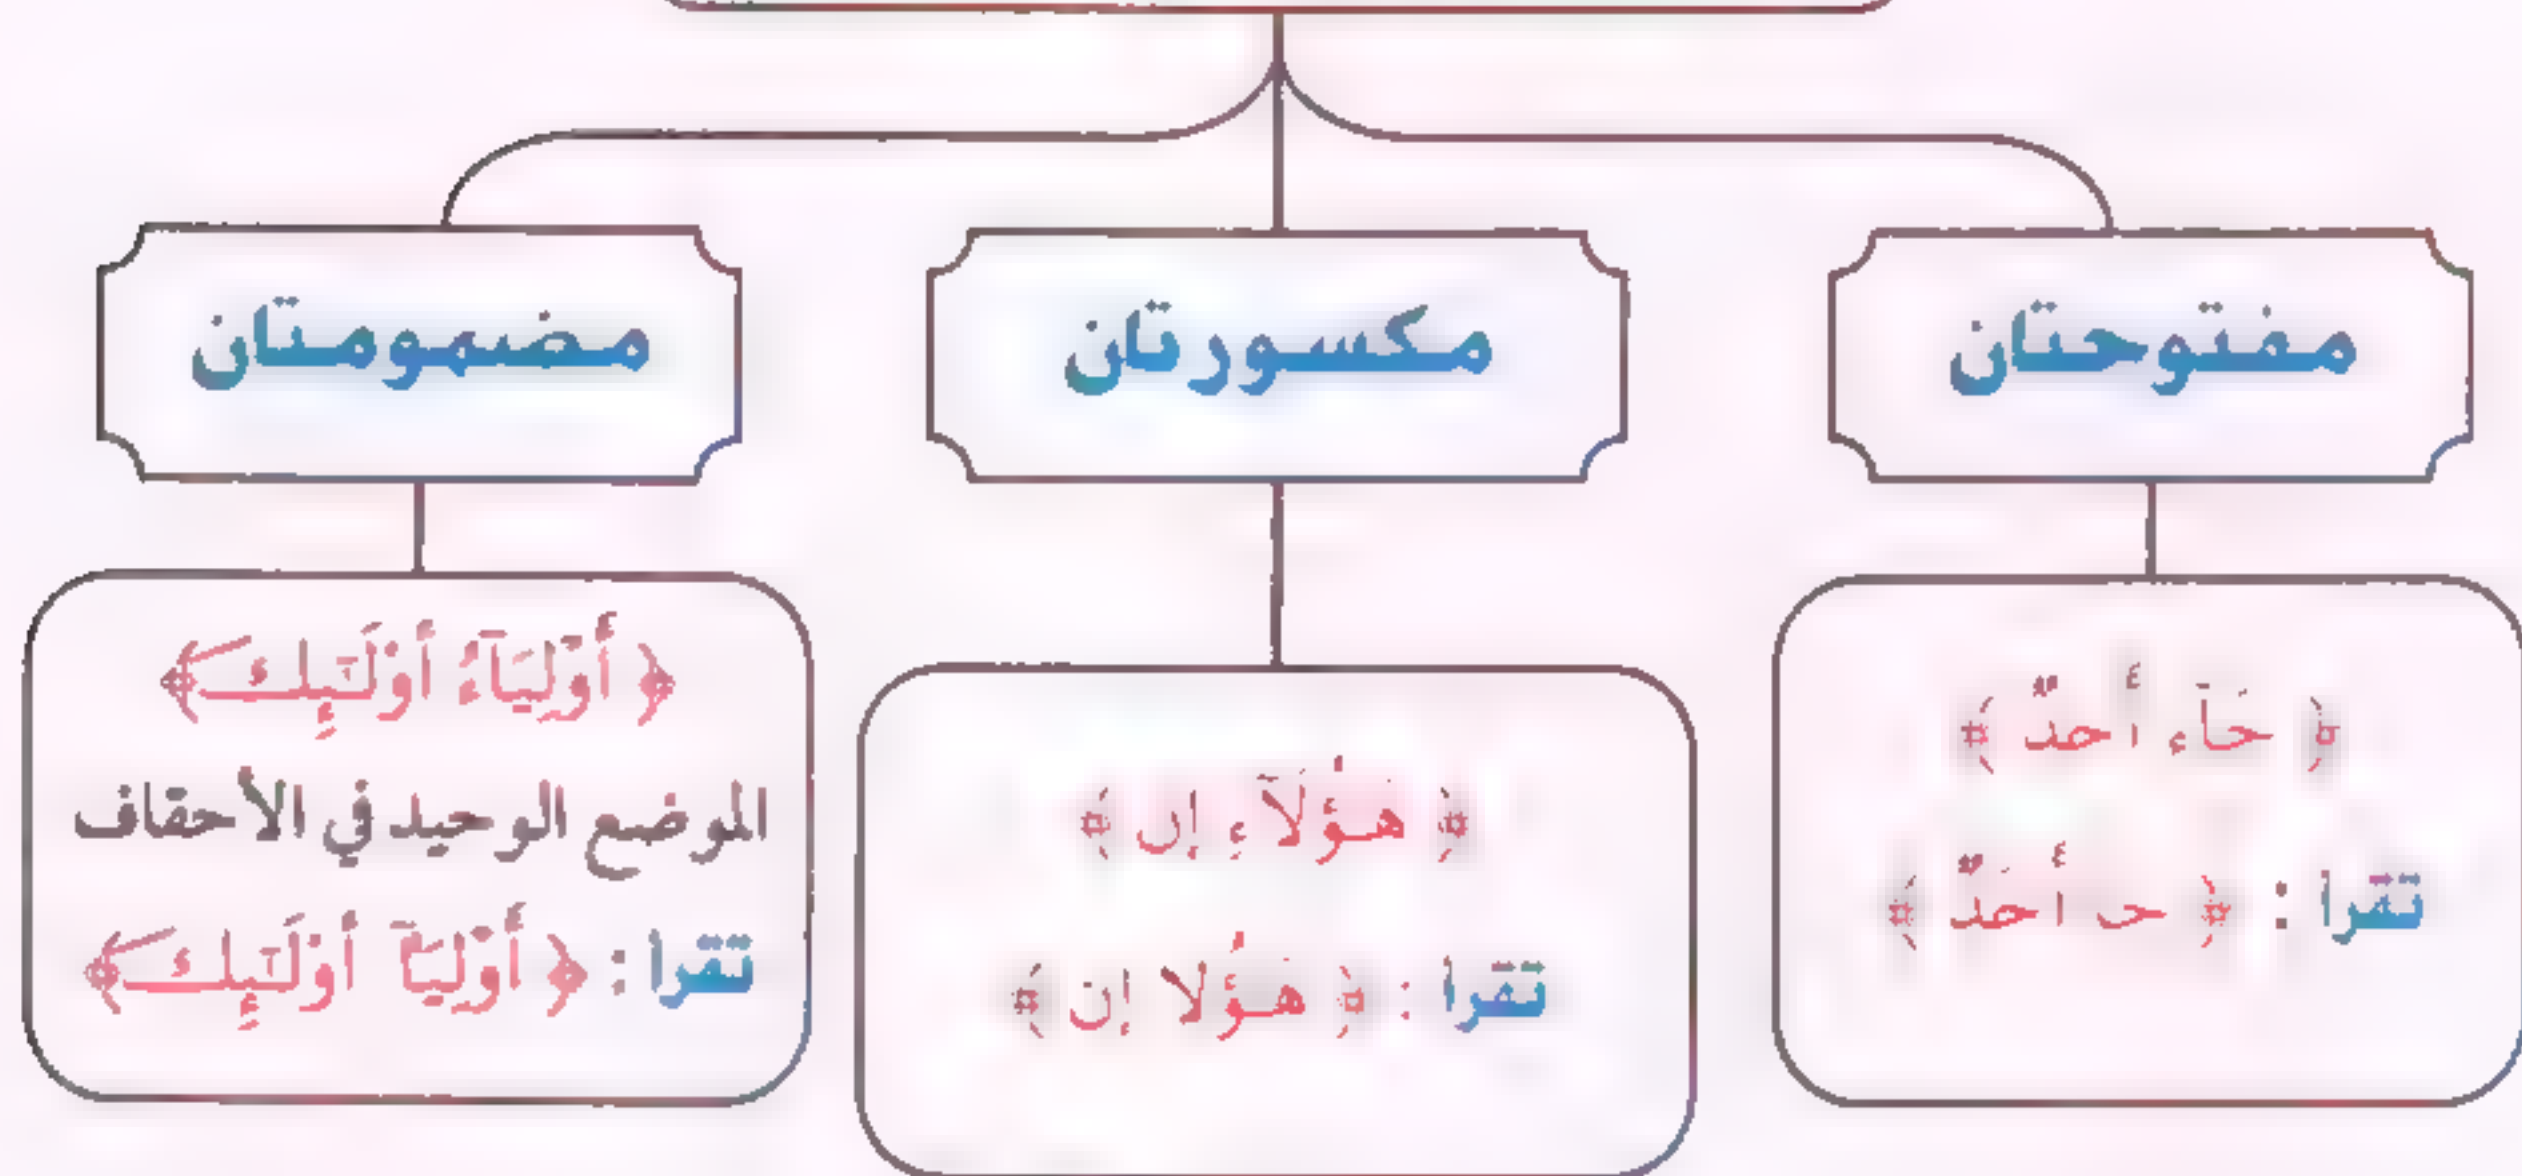 مفتوحتان
﴿ جَآءَ أَحَدٌ ﴾
تقرأ : ﴿ جَا أَحَدٌ ﴾
مكسورتان
﴿ هَؤُلَآءِ إِن ﴾
تقرأ : ﴿ هَؤُلَا إِن ﴾
مضمومتان
﴿ أَوْلِيَآءُ أُوْلَـٰٓئِكَ ﴾
الموضع الوحيد في الأحقاف
تقرأ : ﴿ أَوْلِيَآ أُوْلَـٰٓئِكَ ﴾